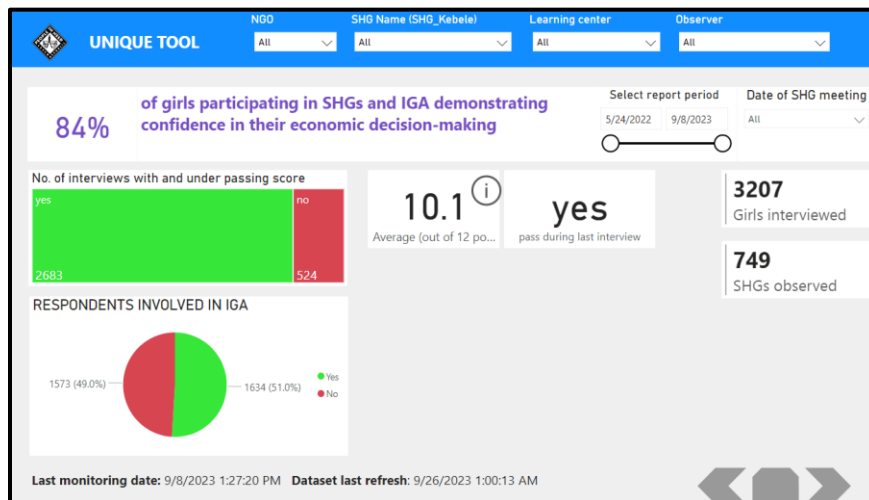 NGO
SHG Name (SHG_Kebele)
Learning center
Observer
UNIQUE TOOL
All
All
All
All
84%
of girls participating in SHGs and IGA demonstrating
confidence in their economic decision-making
Select report period
5/24/2022
9/8/2023
Date of SHG meeting
All
No. of interviews with and under passing score
yes
no
2683
524
10.1
i
Average (out of 12 po...
yes
pass during last interview
3207
Girls interviewed
749
SHGs observed
RESPONDENTS INVOLVED IN IGA
1573 (49.0%)
1634 (51.0%)
Yes
No
Last monitoring date: 9/8/2023 1:27:20 PM Dataset last refresh: 9/26/2023 1:00:13 AM